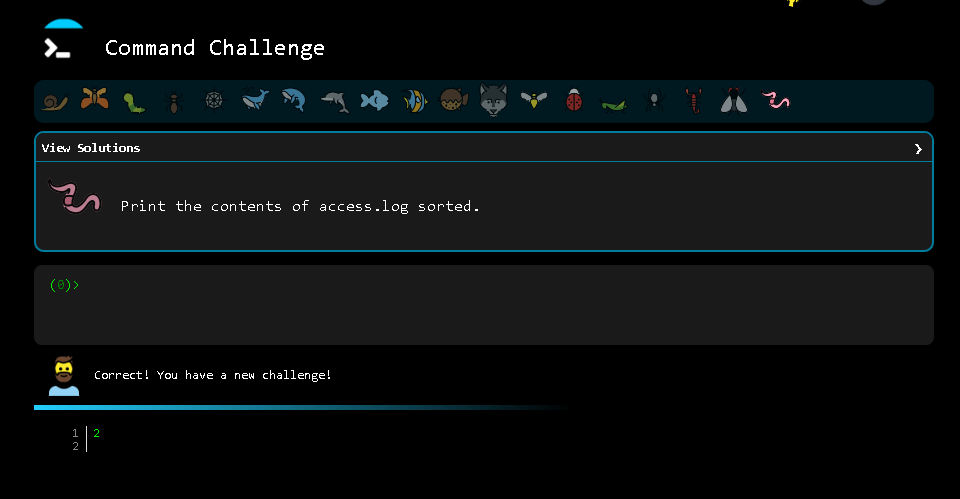 Command Challenge
View Solutions ❯
Print the contents of access.log sorted.
(0)>
Correct! You have a new challenge!
1 2
2